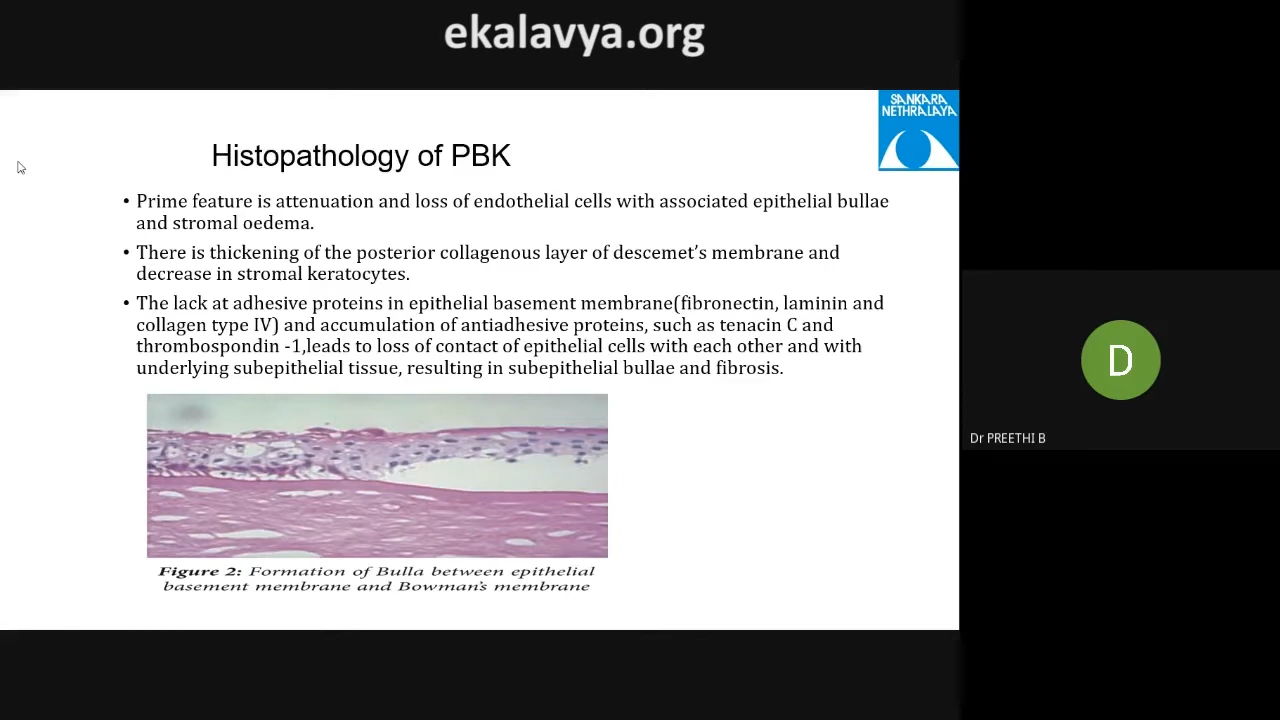 ekalavya.org
SANKARA
NETHRALAYA
Histopathology of PBK
• Prime feature is attenuation and loss of endothelial cells with associated epithelial bullae
and stromal oedema.
• There is thickening of the posterior collagenous layer of descemet’s membrane and
decrease in stromal keratocytes.
• The lack at adhesive proteins in epithelial basement membrane(fibronectin, laminin and
collagen type IV) and accumulation of antiadhesive proteins, such as tenacin C and
thrombospondin -1,leads to loss of contact of epithelial cells with each other and with
underlying subepithelial tissue, resulting in subepithelial bullae and fibrosis.
Figure 2: Formation of Bulla between epithelial
basement membrane and Bowman's membrane
D
Dr PREETHI B